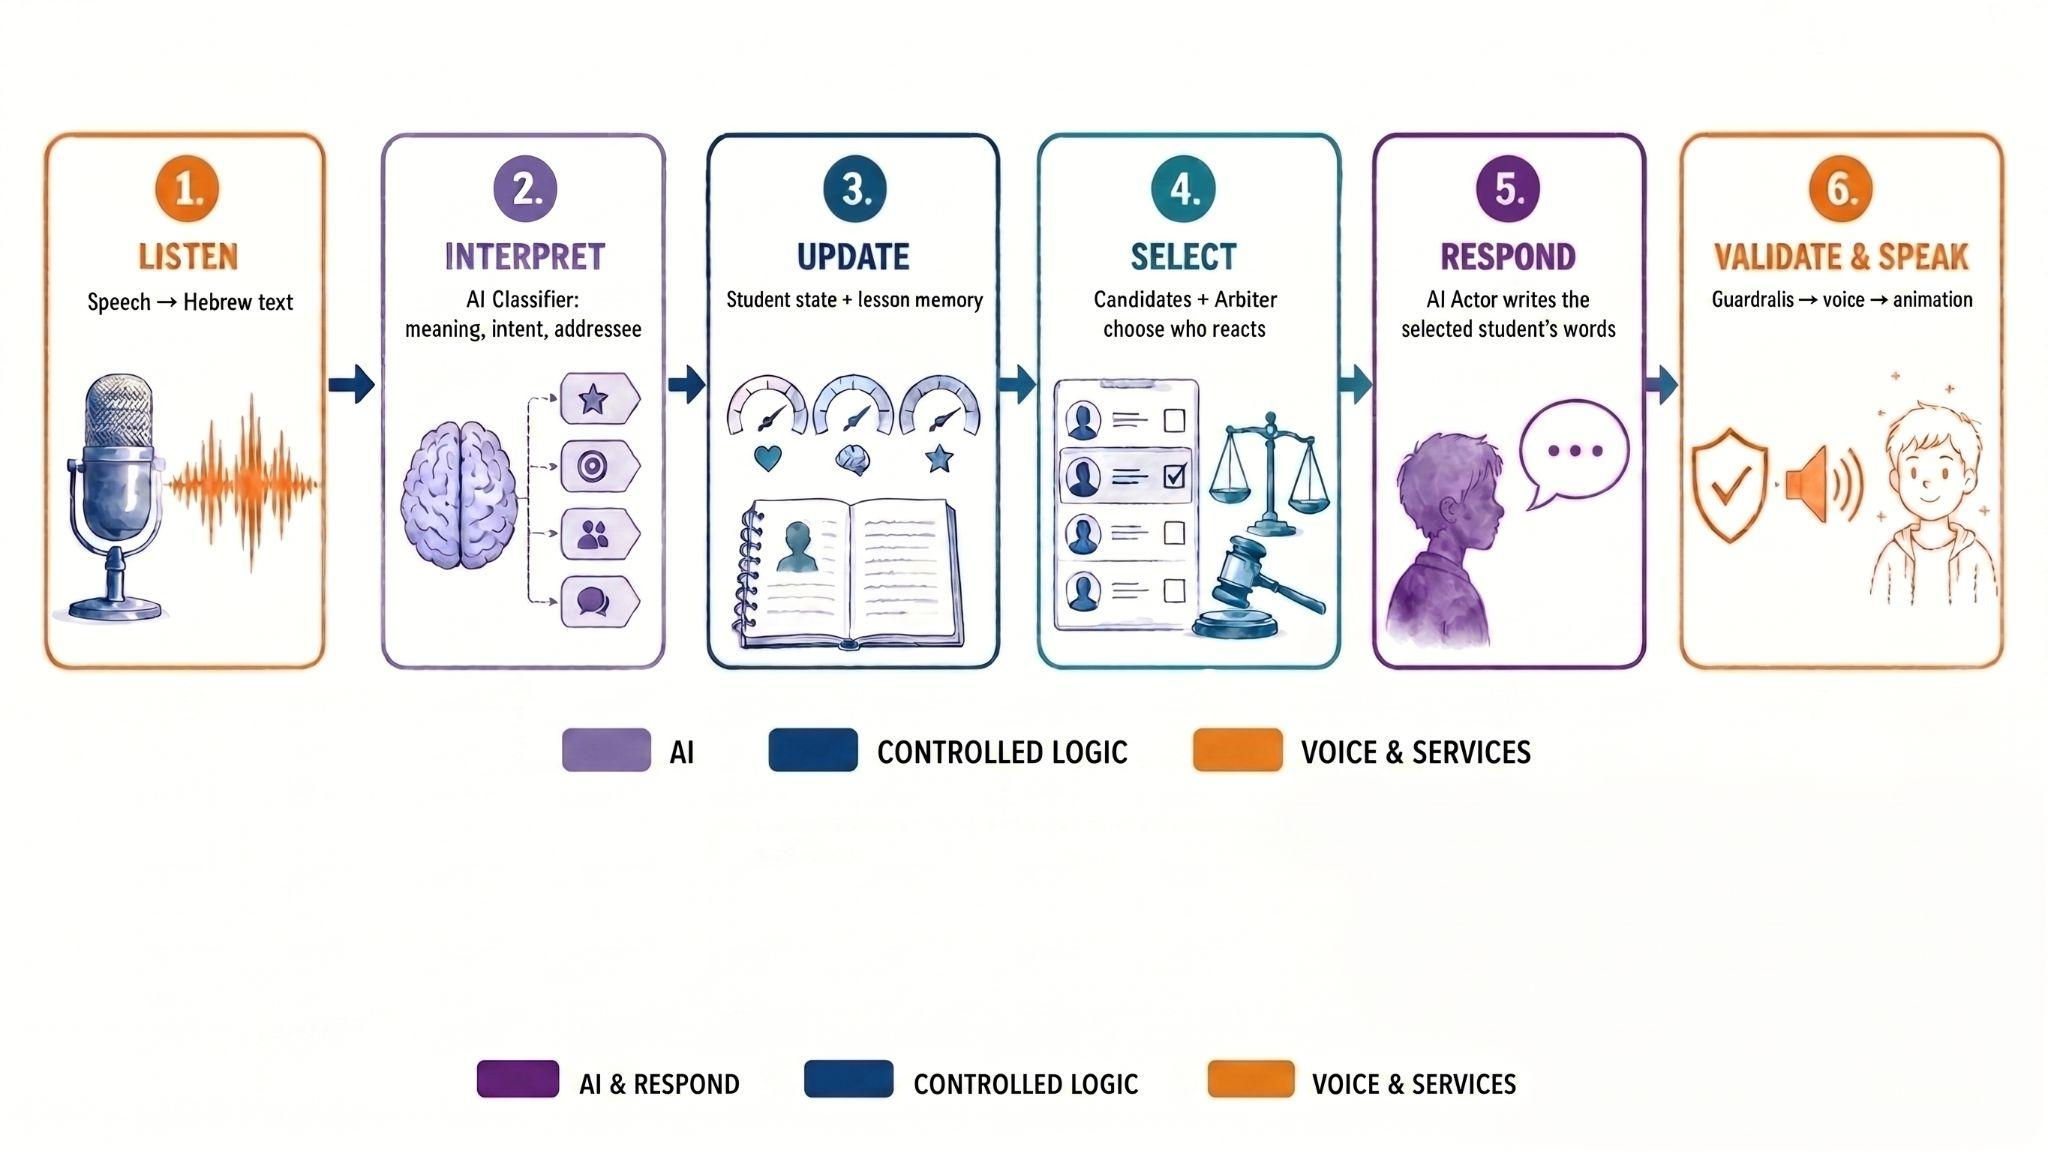 1.
LISTEN
Speech → Hebrew text
2.
INTERPRET
AI Classifier:
meaning, intent, addressee
3.
UPDATE
Student state + lesson memory
4.
SELECT
Candidates + Arbiter
choose who reacts
5.
RESPOND
AI Actor writes the
selected student's words
6.
VALIDATE & SPEAK
Guardralis → voice → animation
AI
CONTROLLED LOGIC
VOICE & SERVICES
AI & RESPOND
CONTROLLED LOGIC
VOICE & SERVICES